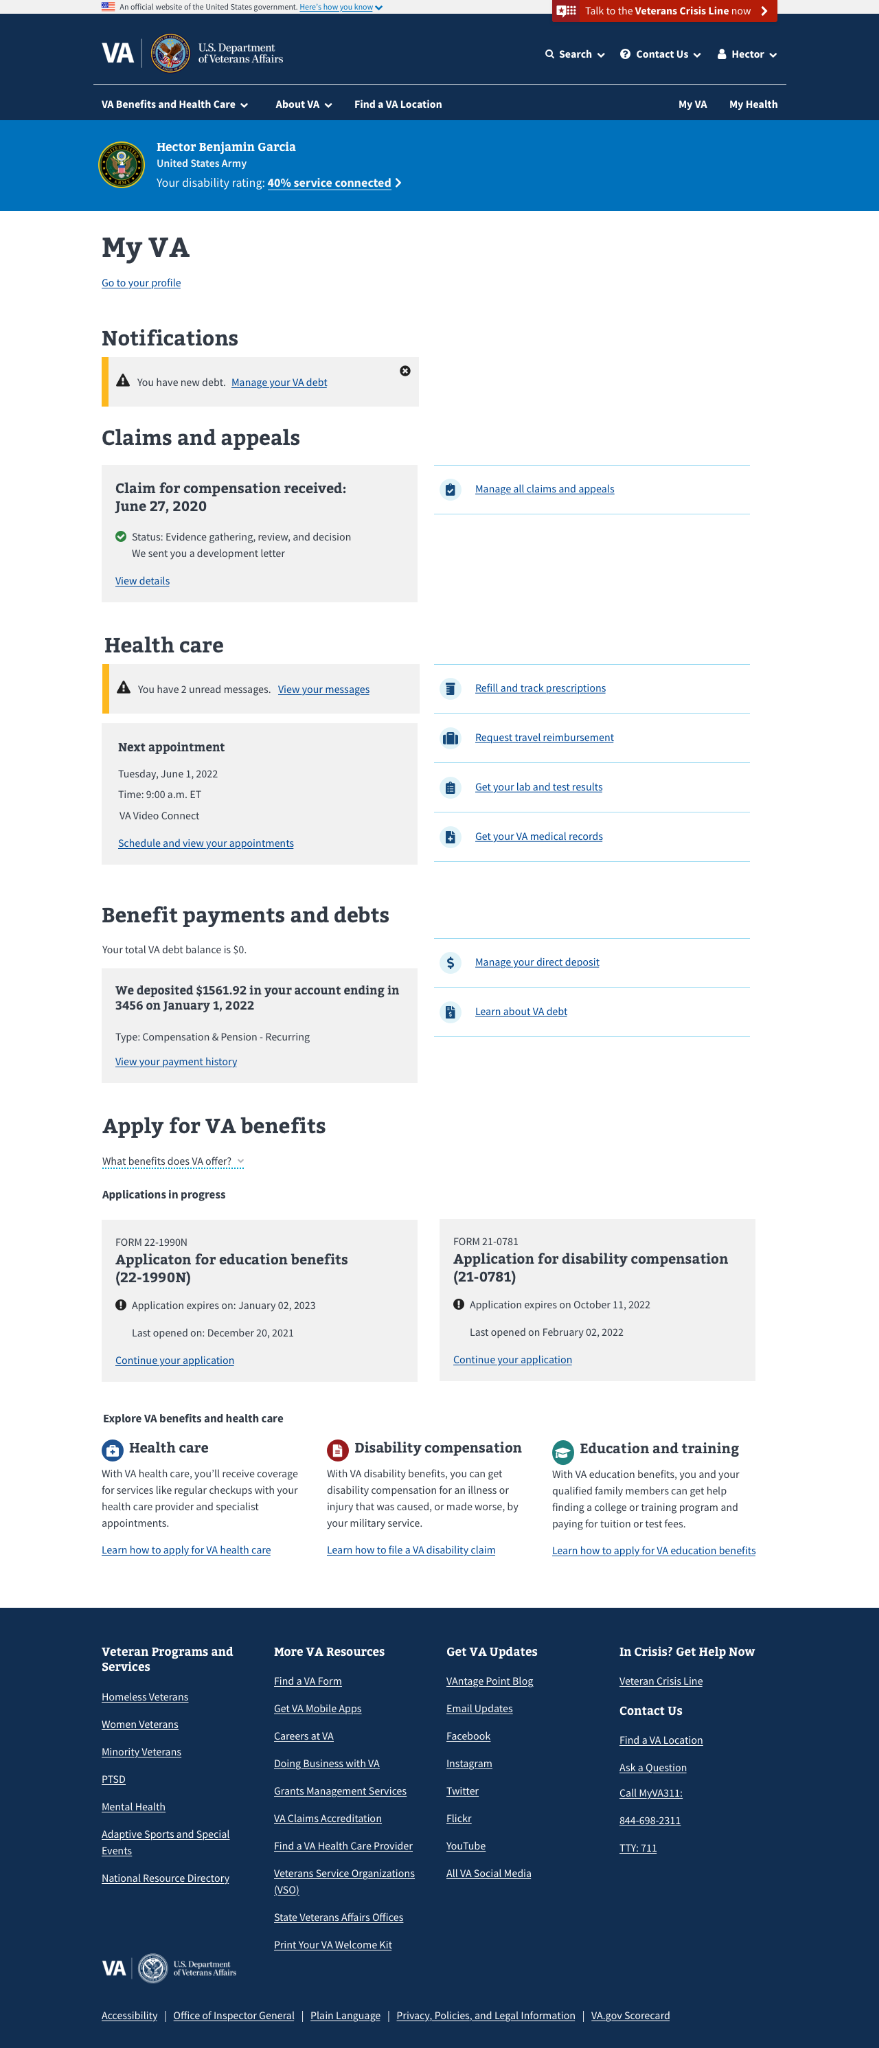 An official website of the United States government. Here's how you know
Talk to the Veterans Crisis Line now
VA
U.S. Department
of Veterans Affairs
Search
Contact Us
Hector
VA Benefits and Health Care
About VA
Find a VA Location
My VA
My Health
Hector Benjamin Garcia
United States Army
Your disability rating: 40% service connected
My VA
Go to your profile
Notifications
You have new debt. Manage your VA debt
Claims and appeals
Claim for compensation received:
June 27, 2020
Status: Evidence gathering, review, and decision
We sent you a development letter
View details
Manage all claims and appeals
Health care
You have 2 unread messages. View your messages
Next appointment
Tuesday, June 1, 2022
Time: 9:00 a.m. ET
VA Video Connect
Schedule and view your appointments
Refill and track prescriptions
Request travel reimbursement
Get your lab and test results
Get your VA medical records
Benefit payments and debts
Your total VA debt balance is $0.
We deposited $1561.92 in your account ending in
3456 on January 1, 2022
Type: Compensation & Pension - Recurring
View your payment history
Manage your direct deposit
Learn about VA debt
Apply for VA benefits
What benefits does VA offer?
Applications in progress
FORM 22-1990N
Applicaton for education benefits
(22-1990N)
Application expires on: January 02, 2023
Last opened on: December 20, 2021
Continue your application
FORM 21-0781
Application for disability compensation
(21-0781)
Application expires on October 11, 2022
Last opened on February 02, 2022
Continue your application
Explore VA benefits and health care
Health care
With VA health care, you'll receive coverage
for services like regular checkups with your
health care provider and specialist
appointments.
Learn how to apply for VA health care
Disability compensation
With VA disability benefits, you can get
disability compensation for an illness or
injury that was caused, or made worse, by
your military service.
Learn how to file a VA disability claim
Education and training
With VA education benefits, you and your
qualified family members can get help
finding a college or training program and
paying for tuition or test fees.
Learn how to apply for VA education benefits
Veteran Programs and
Services
Homeless Veterans
Women Veterans
Minority Veterans
PTSD
Mental Health
Adaptive Sports and Special
Events
National Resource Directory
More VA Resources
Find a VA Form
Get VA Mobile Apps
Careers at VA
Doing Business with VA
Grants Management Services
VA Claims Accreditation
Find a VA Health Care Provider
Veterans Service Organizations
(VSO)
State Veterans Affairs Offices
Print Your VA Welcome Kit
Get VA Updates
VAntage Point Blog
Email Updates
Facebook
Instagram
Twitter
Flickr
YouTube
All VA Social Media
In Crisis? Get Help Now
Veteran Crisis Line
Contact Us
Find a VA Location
Ask a Question
Call MyVA311:
844-698-2311
TTY: 711
VA
U.S. Department
of Veterans Affairs
Accessibility | Office of Inspector General | Plain Language | Privacy, Policies, and Legal Information | VA.gov Scorecard